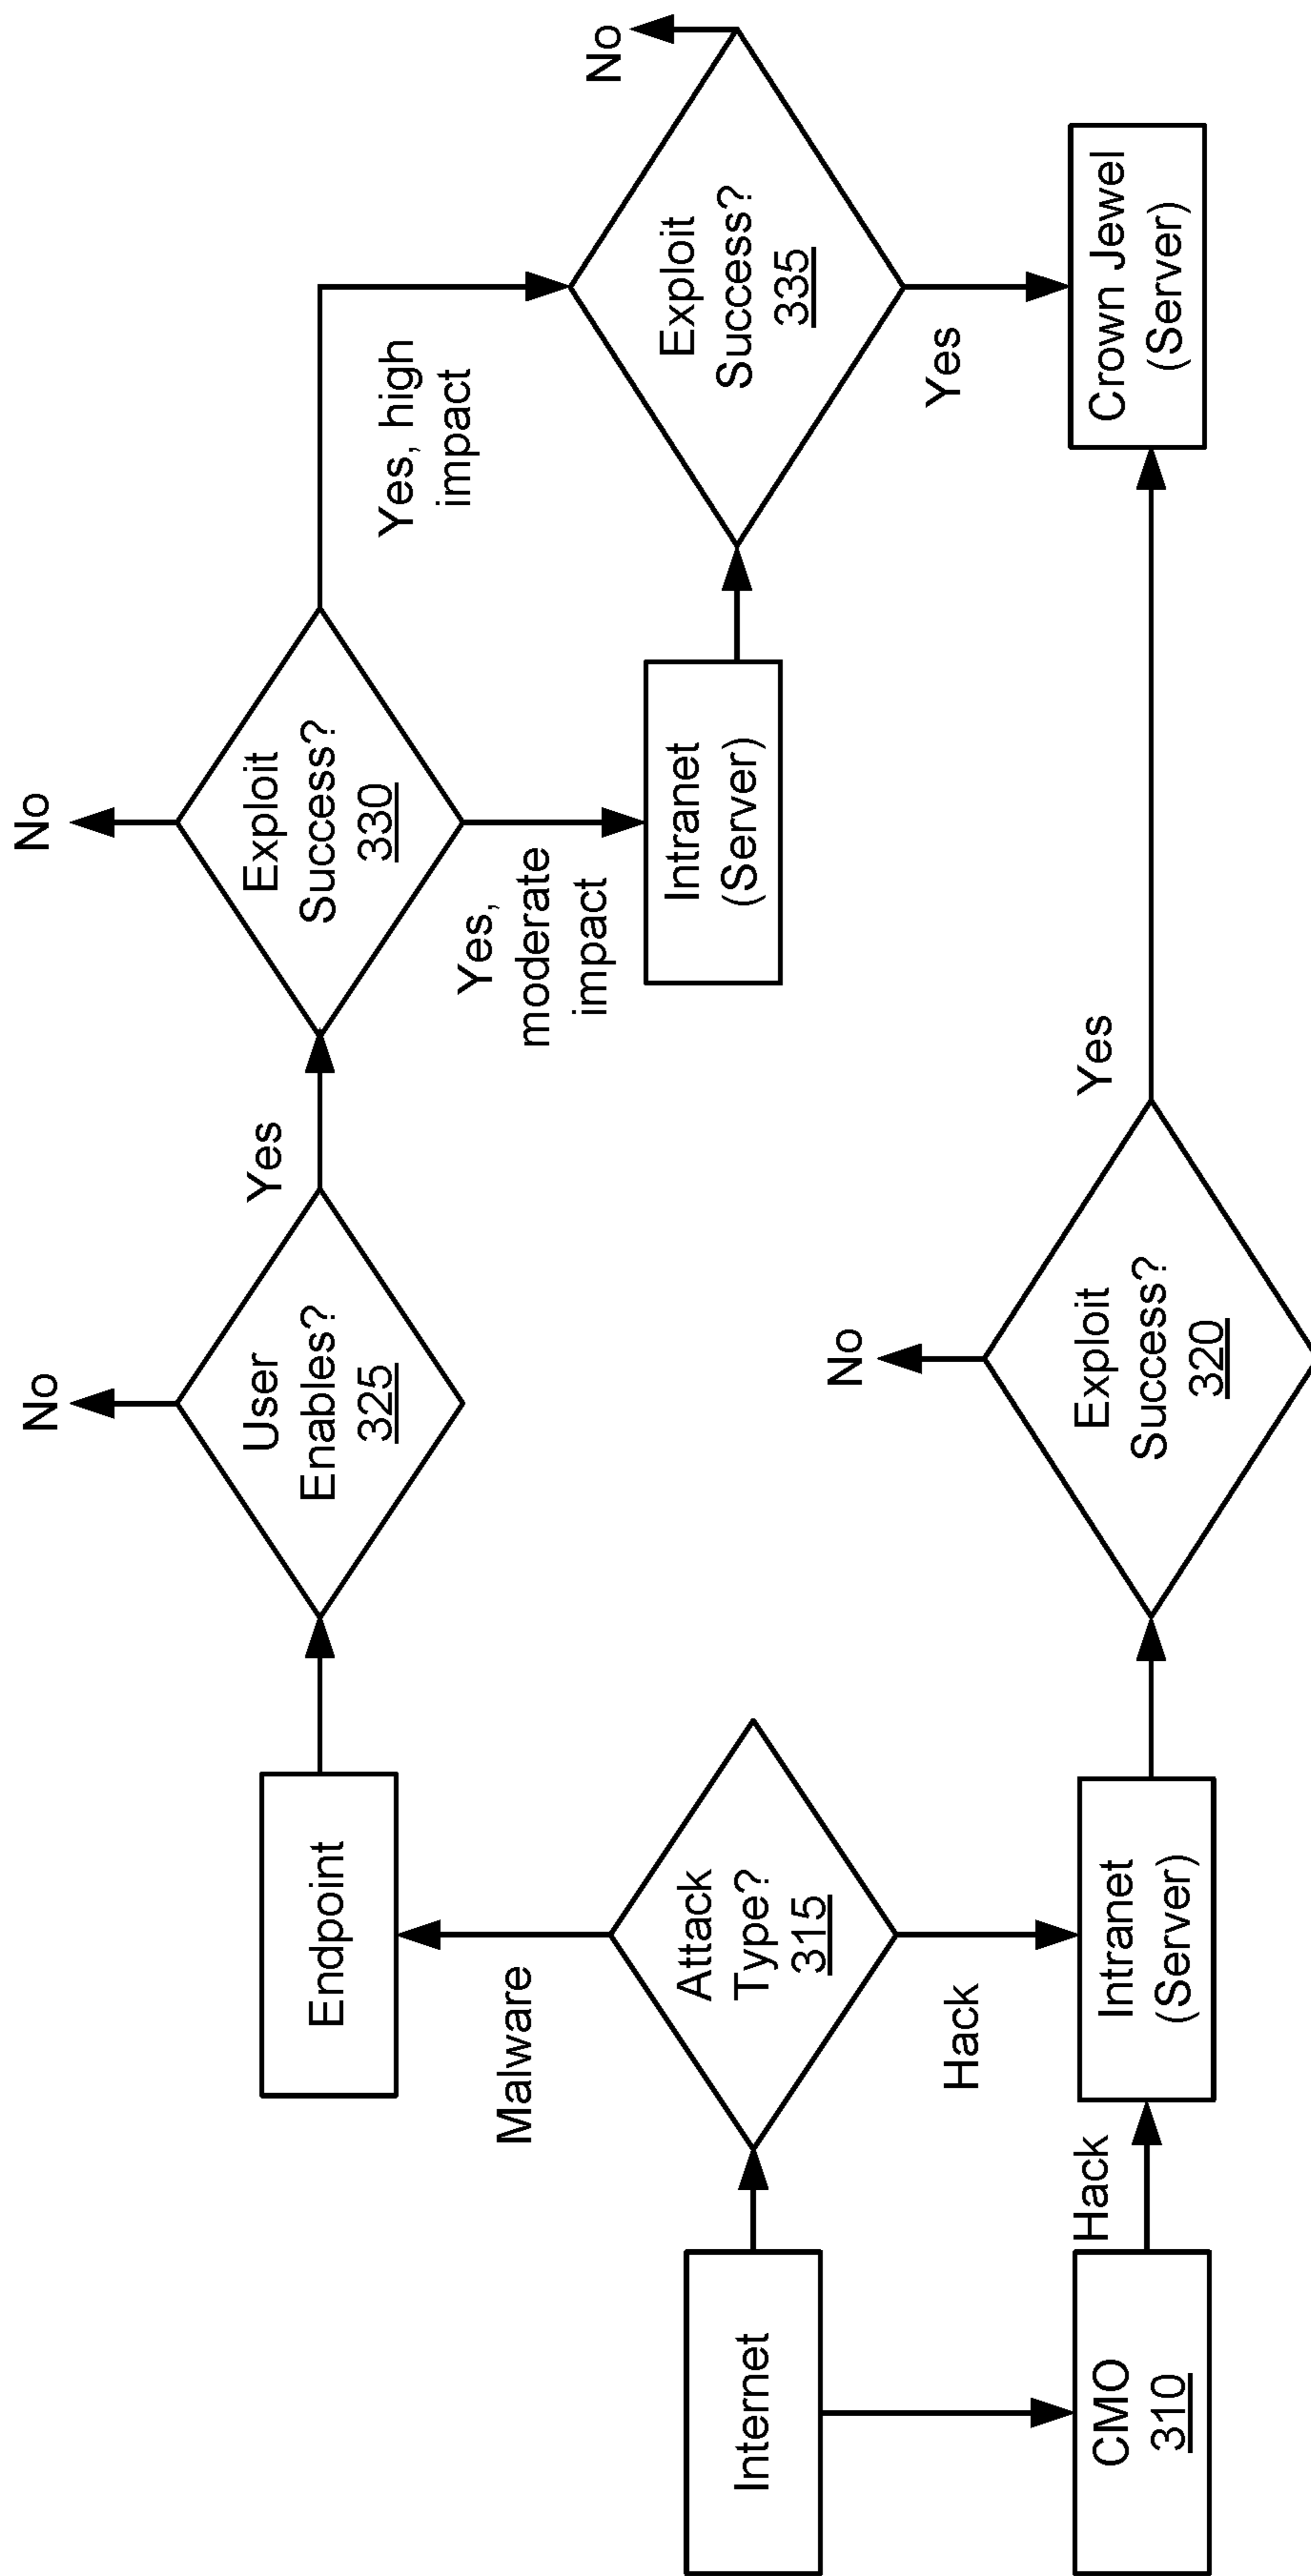 No
No
User
Enables?
325
Yes
Exploit
Success?
330
Yes, high
impact
Yes,
moderate
impact
Endpoint
Malware
Intranet
(Server)
Exploit
Success?
335
No
Yes
Internet
Attack
Type?
315
Hack
No
CMO
310
Hack
Intranet
(Server)
Exploit
Success?
320
Yes
Crown Jewel
(Server)